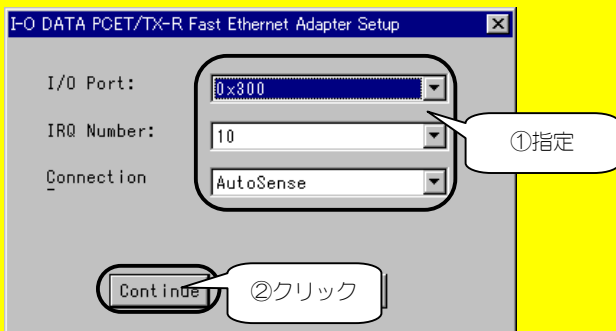 I-O DATA PCET/TX-R Fast Ethernet Adapter Setup
I/O Port:
0x300
IRQ Number:
10
①指定
Connection
AutoSense
Continue
②クリック